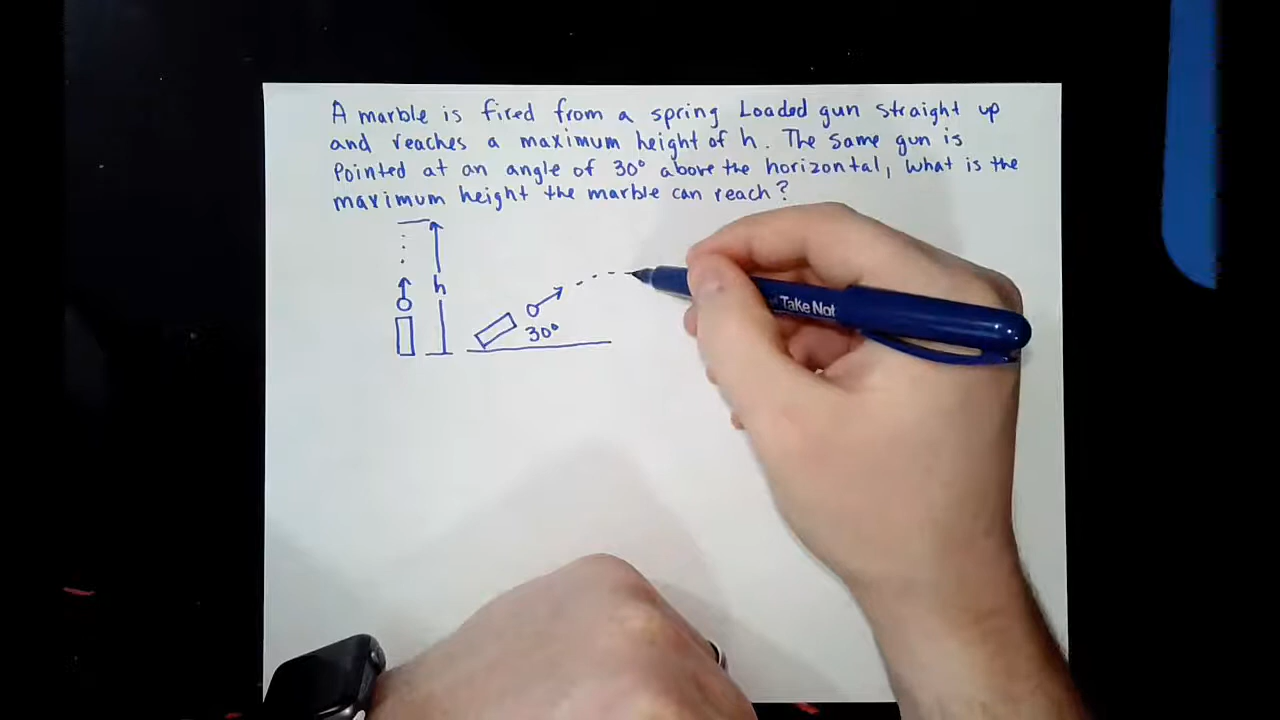 A marble is fired from a spring Loaded gun straight up
and reaches a maximum height of h. The same gun is
Pointed at an angle of 30° above the horizontal, what is the
maximum height the marble can reach?
h
30°
Take Not